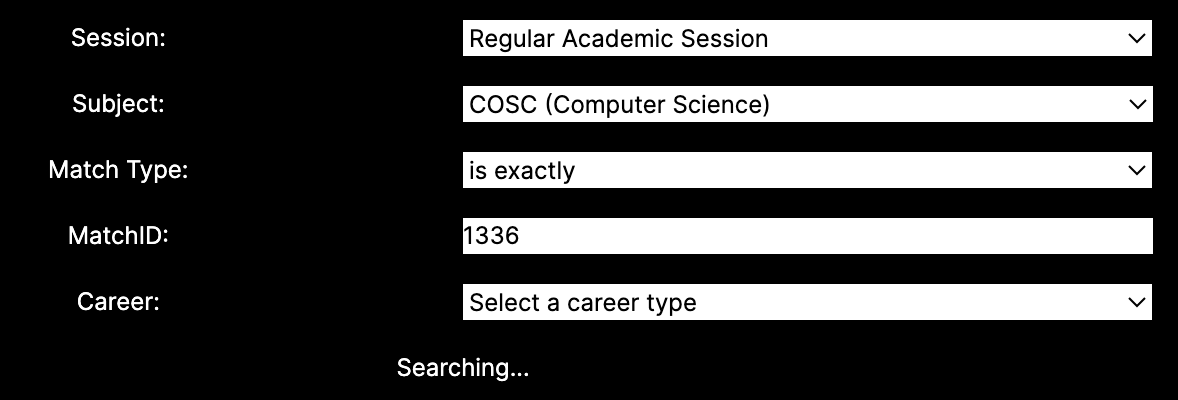 Session: Regular Academic Session
Subject: COSC (Computer Science)
Match Type: is exactly
MatchID: 1336
Career: Select a career type
Searching...